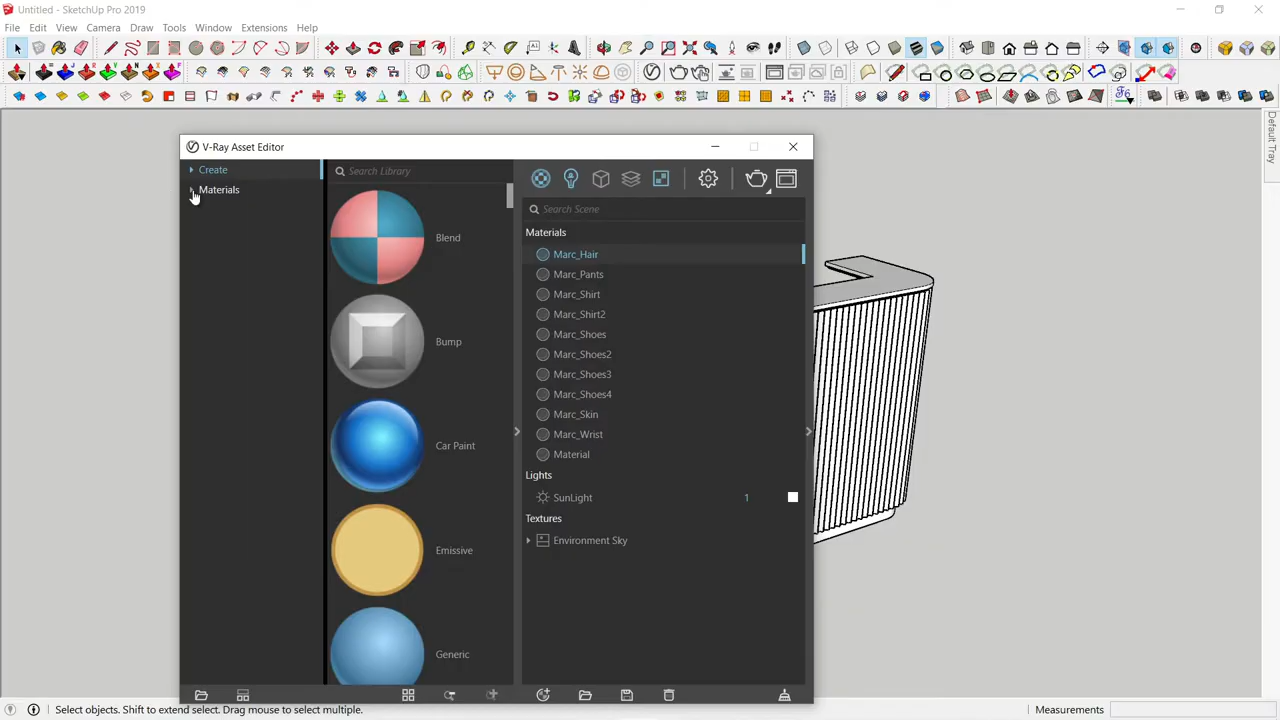 Untitled - SketchUp Pro 2019
File Edit View Camera Draw Tools Window Extensions Help
Default Tray
V-Ray Asset Editor
Create
Materials
Search Library
Blend
Bump
Car Paint
Emissive
Generic
Search Scene
Materials
Marc_Hair
Marc_Pants
Marc_Shirt
Marc_Shirt2
Marc_Shoes
Marc_Shoes2
Marc_Shoes3
Marc_Shoes4
Marc_Skin
Marc_Wrist
Material
Lights
SunLight 1
Textures
Environment Sky
Select objects. Shift to extend select. Drag mouse to select multiple.
Measurements